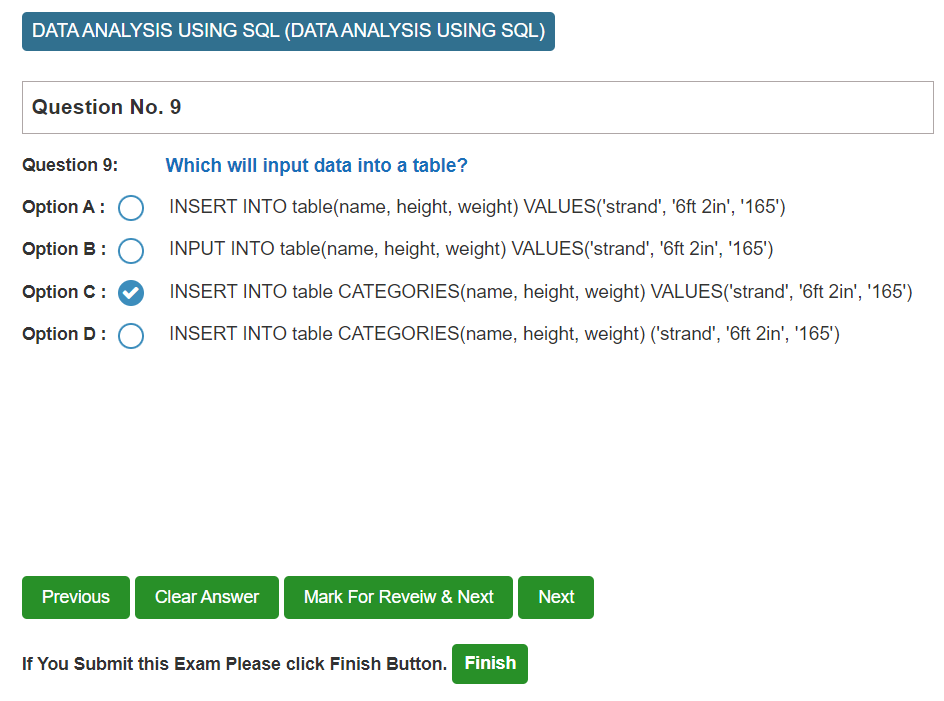 DATA ANALYSIS USING SQL (DATA ANALYSIS USING SQL)
Question No. 9
Question 9: Which will input data into a table?
Option A : INSERT INTO table(name, height, weight) VALUES('strand', '6ft 2in', '165')
Option B : INPUT INTO table(name, height, weight) VALUES('strand', '6ft 2in', '165')
Option C : INSERT INTO table CATEGORIES(name, height, weight) VALUES('strand', '6ft 2in', '165')
Option D : INSERT INTO table CATEGORIES(name, height, weight) ('strand', '6ft 2in', '165')
Previous Clear Answer Mark For Reveiw & Next Next
If You Submit this Exam Please click Finish Button. Finish